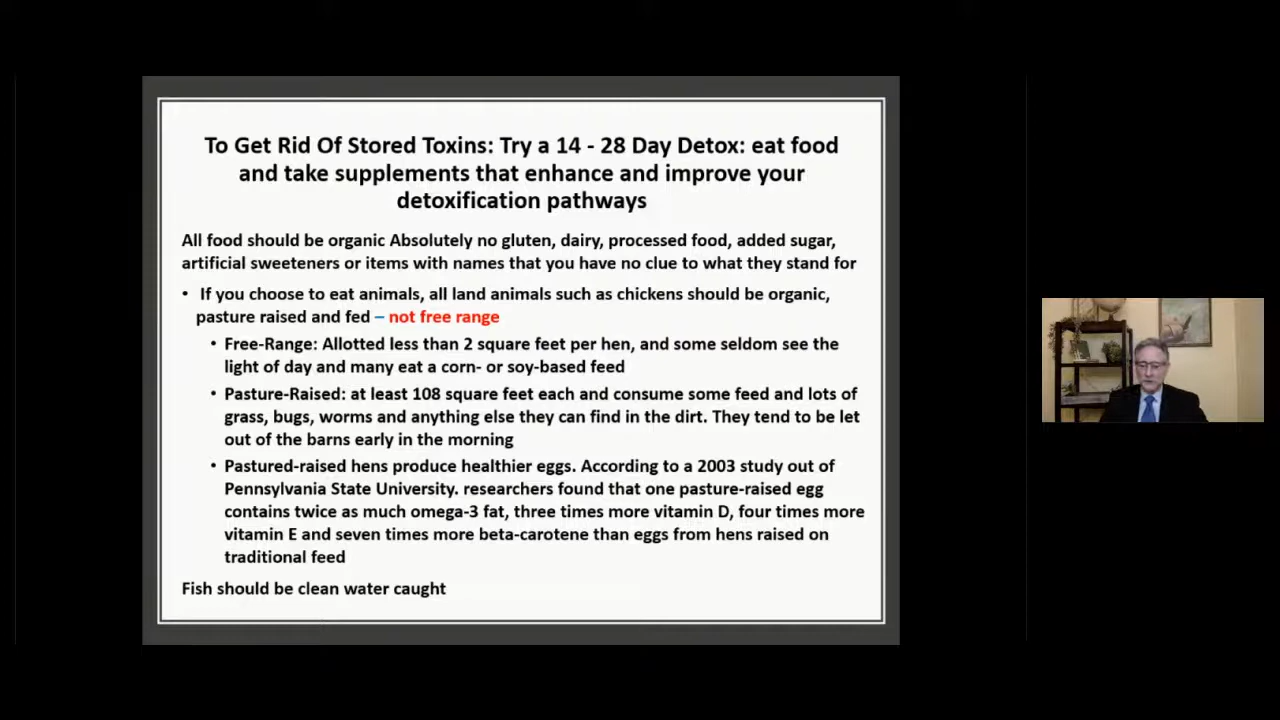 To Get Rid Of Stored Toxins: Try a 14 - 28 Day Detox: eat food
and take supplements that enhance and improve your
detoxification pathways
All food should be organic Absolutely no gluten, dairy, processed food, added sugar,
artificial sweeteners or items with names that you have no clue to what they stand for
• If you choose to eat animals, all land animals such as chickens should be organic,
pasture raised and fed – not free range
• Free-Range: Allotted less than 2 square feet per hen, and some seldom see the
light of day and many eat a corn- or soy-based feed
• Pasture-Raised: at least 108 square feet each and consume some feed and lots of
grass, bugs, worms and anything else they can find in the dirt. They tend to be let
out of the barns early in the morning
• Pastured-raised hens produce healthier eggs. According to a 2003 study out of
Pennsylvania State University. researchers found that one pasture-raised egg
contains twice as much omega-3 fat, three times more vitamin D, four times more
vitamin E and seven times more beta-carotene than eggs from hens raised on
traditional feed
Fish should be clean water caught